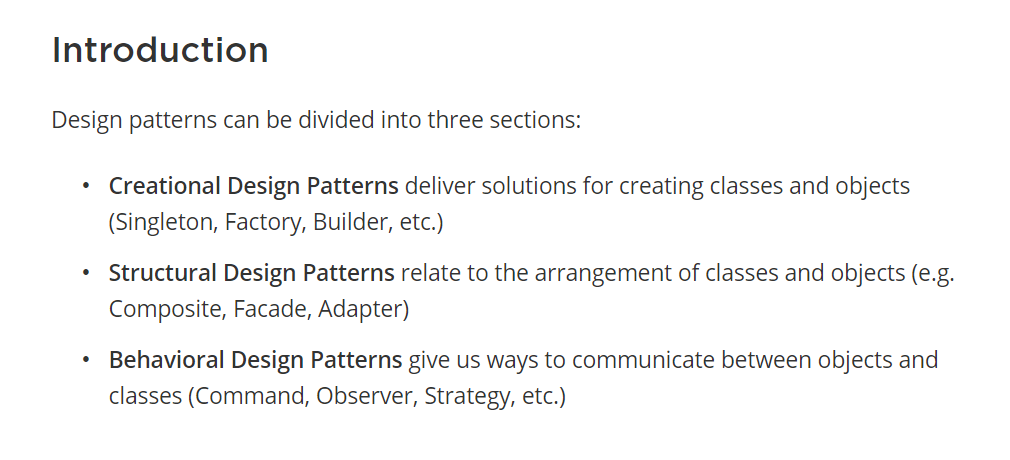 Introduction
Design patterns can be divided into three sections:
• Creational Design Patterns deliver solutions for creating classes and objects
(Singleton, Factory, Builder, etc.)
• Structural Design Patterns relate to the arrangement of classes and objects (e.g.
Composite, Facade, Adapter)
• Behavioral Design Patterns give us ways to communicate between objects and
classes (Command, Observer, Strategy, etc.)